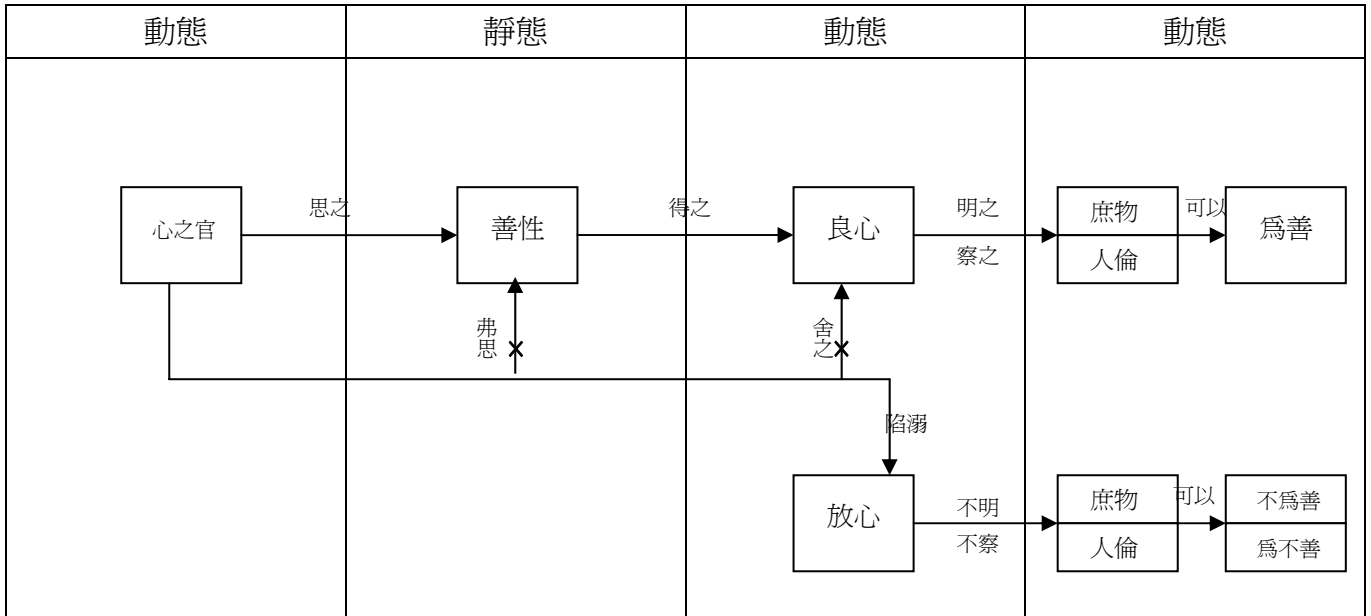 動態 靜態 動態 動態
心之官 思之 善性 得之 良心 明之 察之 庶物 人倫 可以 爲善
弗思 舍之
陷溺
放心 不明 不察 庶物 人倫 可以 不爲善 爲不善